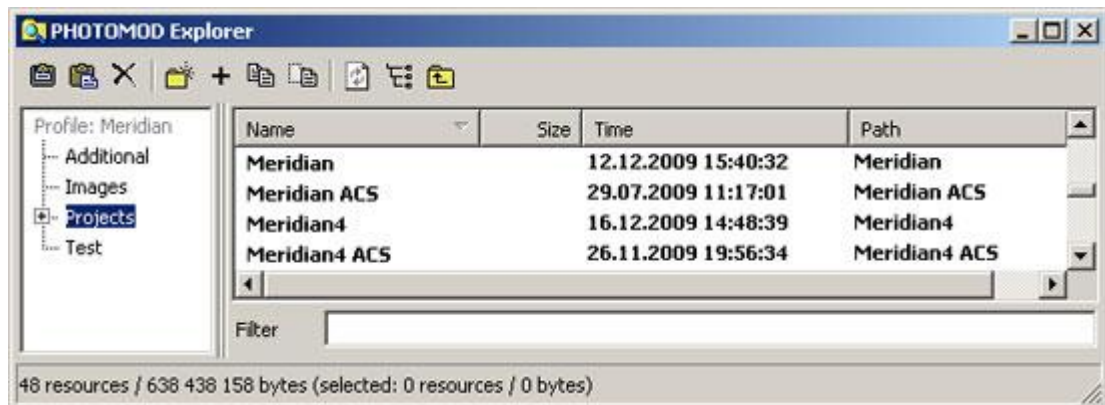 PHOTOMOD Explorer
Profile: Meridian
Additional
Images
Projects
Test
Name Size Time Path
Meridian 12.12.2009 15:40:32 Meridian
Meridian ACS 29.07.2009 11:17:01 Meridian ACS
Meridian4 16.12.2009 14:48:39 Meridian4
Meridian4 ACS 26.11.2009 19:56:34 Meridian4 ACS
Filter
48 resources / 638 438 158 bytes (selected: 0 resources / 0 bytes)